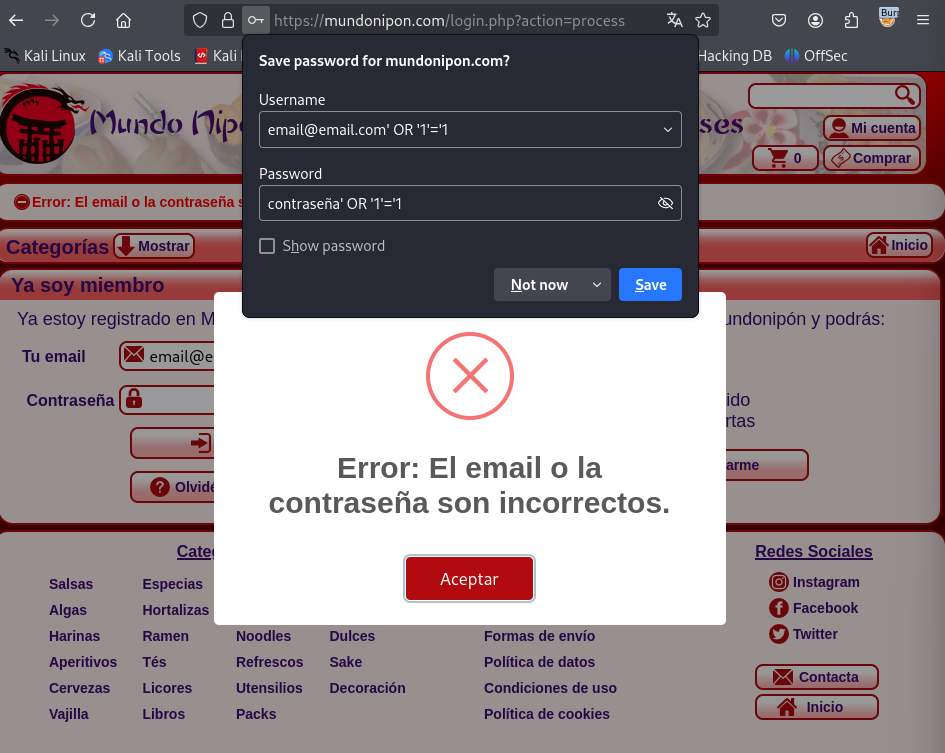 https://mundonipon.com/login.php?action=process
Bur
Kali Linux Kali Tools Kali Hacking DB OffSec
Save password for mundonipon.com?
Username
email@email.com' OR '1'='1
Password
contraseña' OR '1'='1
Show password
Not now Save
Mundo Nipo
Mi cuenta
0 Comprar
Error: El email o la contraseña s
Categorías Mostrar Inicio
Ya soy miembro
Ya estoy registrado en M undonipón y podrás:
Tu email email@e
Contraseña
Olvidé
arme
Error: El email o la
contraseña son incorrectos.
Aceptar
Categ Redes Sociales
Salsas Especias Instagram
Algas Hortalizas Facebook
Harinas Ramen Noodles Dulces Formas de envío Twitter
Aperitivos Tés Refrescos Sake Política de datos
Cervezas Licores Utensilios Decoración Condiciones de uso Contacta
Vajilla Libros Packs Política de cookies Inicio